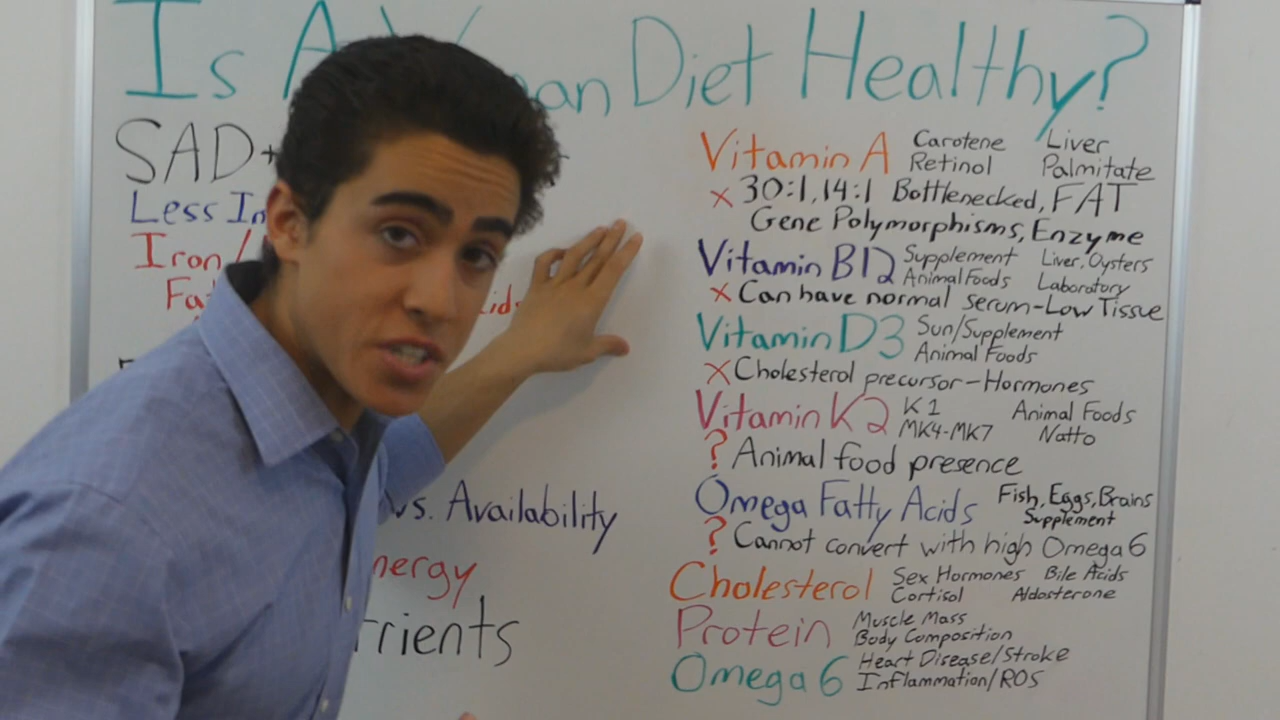 Is A Vegan Diet Healthy?
SAD+
Less In
Iron/
Fa ids
vs. Availability
nergy
rients
Vitamin A Carotene Liver
Retinol Palmitate
x 30:1, 14:1 Bottlenecked, FAT
Gene Polymorphisms, Enzyme
Vitamin B12 Supplement Liver, Oysters
Animal Foods Laboratory
x Can have normal serum-Low Tissue
Vitamin D3 Sun/Supplement
Animal Foods
x Cholesterol precursor-Hormones
Vitamin K2 K1 Animal Foods
MK4-MK7 Natto
? Animal food presence
Omega Fatty Acids Fish, Eggs, Brains
Supplement
? Cannot convert with high Omega 6
Cholesterol Sex Hormones Bile Acids
Cortisol Aldosterone
Protein Muscle Mass
Body Composition
Omega 6 Heart Disease/Stroke
Inflammation/ROS